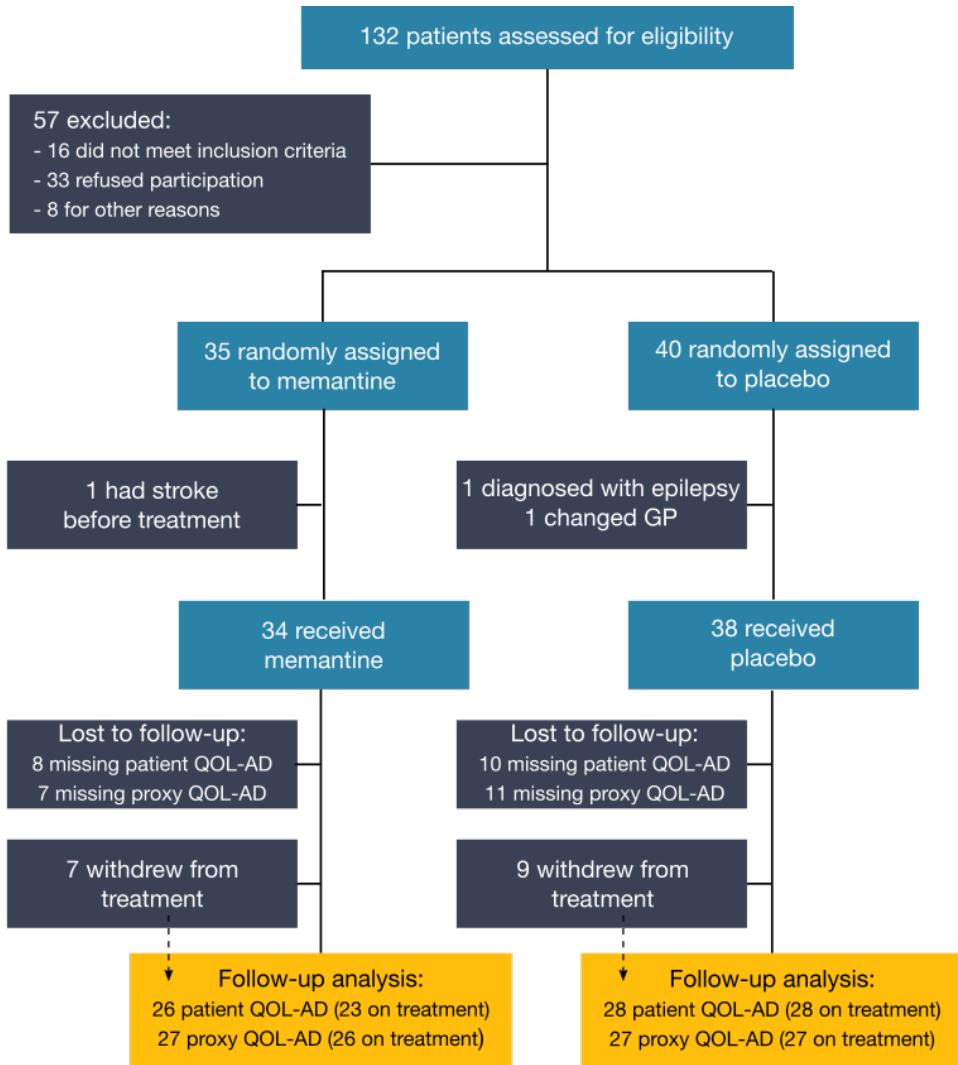 132 patients assessed for eligibility
57 excluded:
- 16 did not meet inclusion criteria
- 33 refused participation
- 8 for other reasons
35 randomly assigned
to memantine
40 randomly assigned
to placebo
1 had stroke
before treatment
1 diagnosed with epilepsy
1 changed GP
34 received
memantine
38 received
placebo
Lost to follow-up:
8 missing patient QOL-AD
7 missing proxy QOL-AD
Lost to follow-up:
10 missing patient QOL-AD
11 missing proxy QOL-AD
7 withdrew from
treatment
9 withdrew from
treatment
Follow-up analysis:
26 patient QOL-AD (23 on treatment)
27 proxy QOL-AD (26 on treatment)
Follow-up analysis:
28 patient QOL-AD (28 on treatment)
27 proxy QOL-AD (27 on treatment)